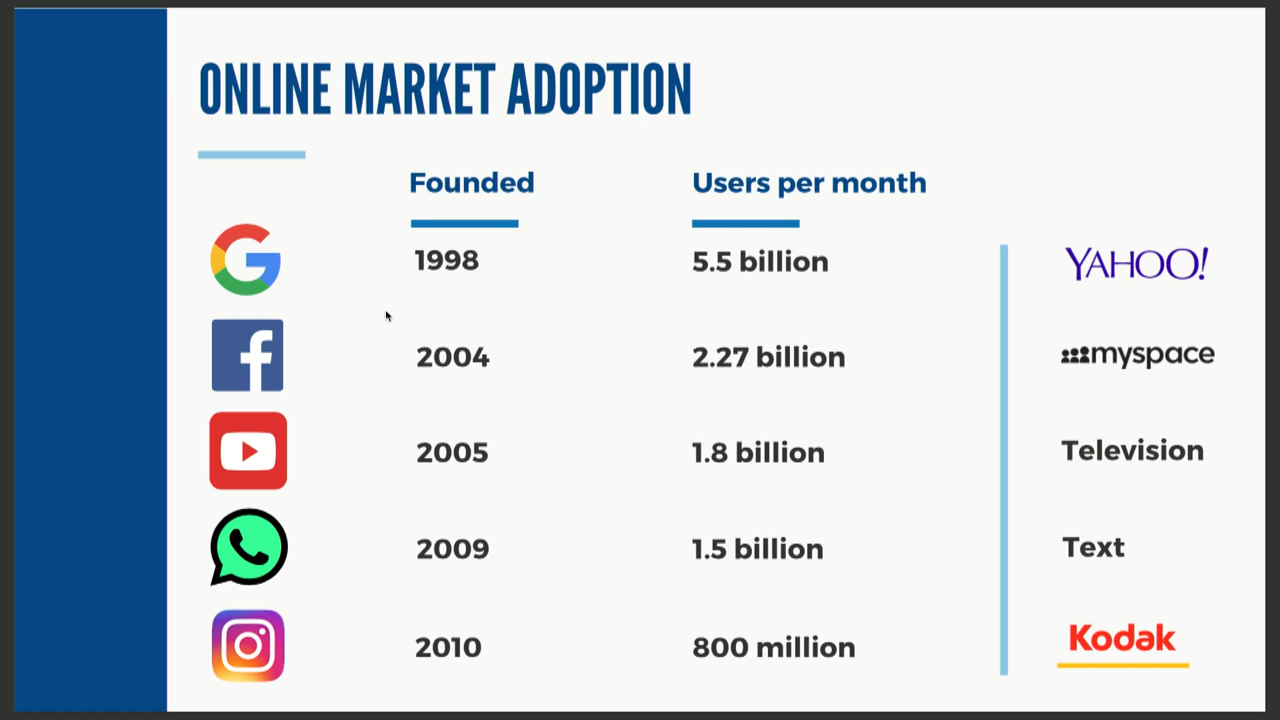 ONLINE MARKET ADOPTION
Founded Users per month
1998 5.5 billion YAHOO!
2004 2.27 billion myspace
2005 1.8 billion Television
2009 1.5 billion Text
2010 800 million Kodak